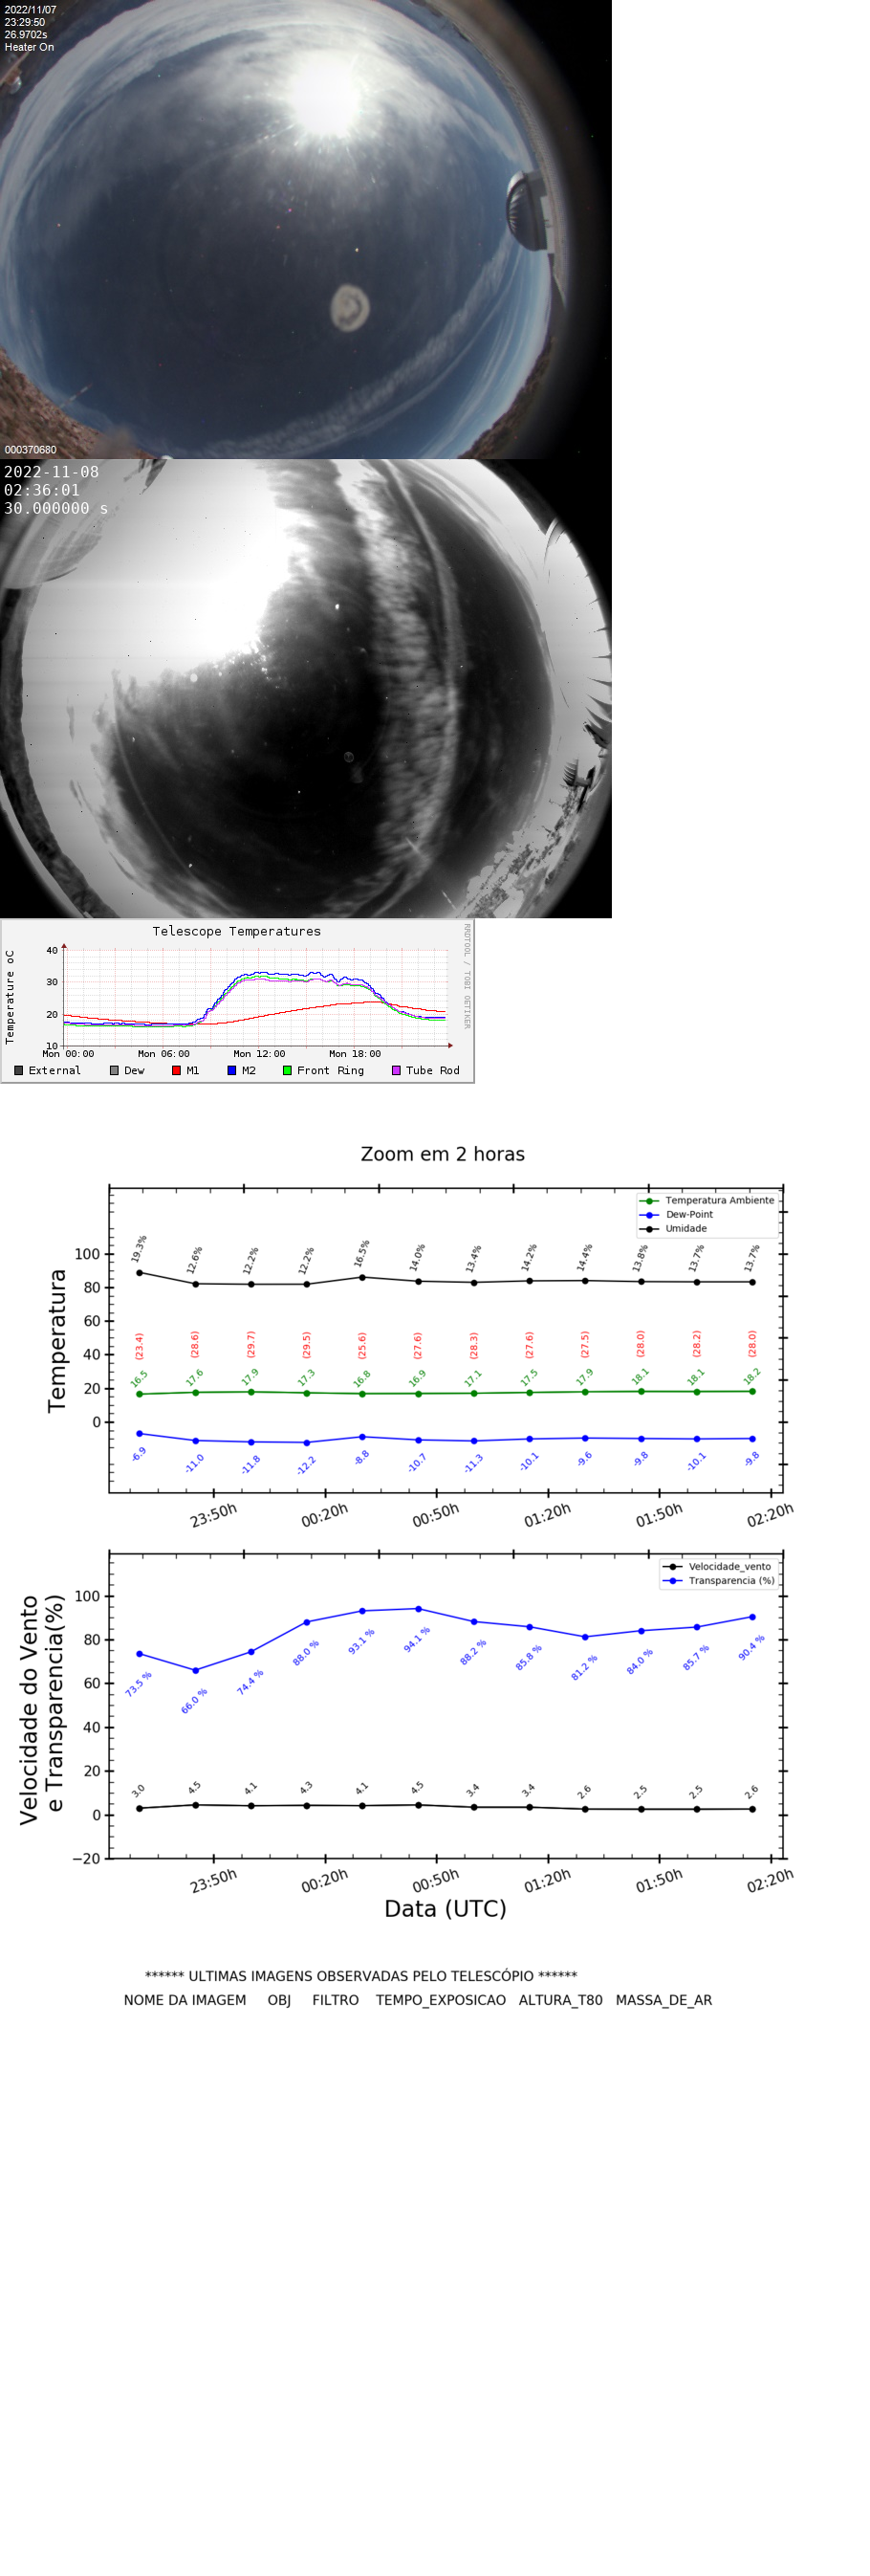 2022/11/07
23:29:50
26.9702s
Heater On
000370680
2022-11-08
02:36:01
30.000000 s
Telescope Temperatures
RRDTOOL / TOBI OETIKER
Temperature oC
40
30
20
10
Mon 00:00 Mon 06:00 Mon 12:00 Mon 18:00
External Dew M1 M2 Front Ring Tube Rod
Zoom em 2 horas
Temperatura Ambiente
Dew-Point
Umidade
Temperatura
100
80
60
40
20
0
19.3% 12.6% 12.2% 12.2% 16.5% 14.0% 13.4% 14.2% 14.4% 13.8% 13.7% 13.7%
(23.4) (28.6) (29.7) (29.5) (25.6) (27.6) (28.3) (27.6) (27.5) (28.0) (28.2) (28.0)
16.5 17.6 17.9 17.3 16.8 16.9 17.1 17.5 17.9 18.1 18.1 18.2
-6.9 -11.0 -11.8 -12.2 -8.8 -10.7 -11.3 -10.1 -9.6 -9.8 -10.1 -9.8
23:50h 00:20h 00:50h 01:20h 01:50h 02:20h
Velocidade_vento
Transparencia (%)
Velocidade do Vento
e Transparencia(%)
100
80
60
40
20
0
−20
73.5 % 66.0 % 74.4 % 88.0 % 93.1 % 94.1 % 88.2 % 85.8 % 81.2 % 84.0 % 85.7 % 90.4 %
3.0 4.5 4.1 4.3 4.1 4.5 3.4 3.4 2.6 2.5 2.5 2.6
23:50h 00:20h 00:50h 01:20h 01:50h 02:20h
Data (UTC)
****** ULTIMAS IMAGENS OBSERVADAS PELO TELESCÓPIO ******
NOME DA IMAGEM OBJ FILTRO TEMPO_EXPOSICAO ALTURA_T80 MASSA_DE_AR